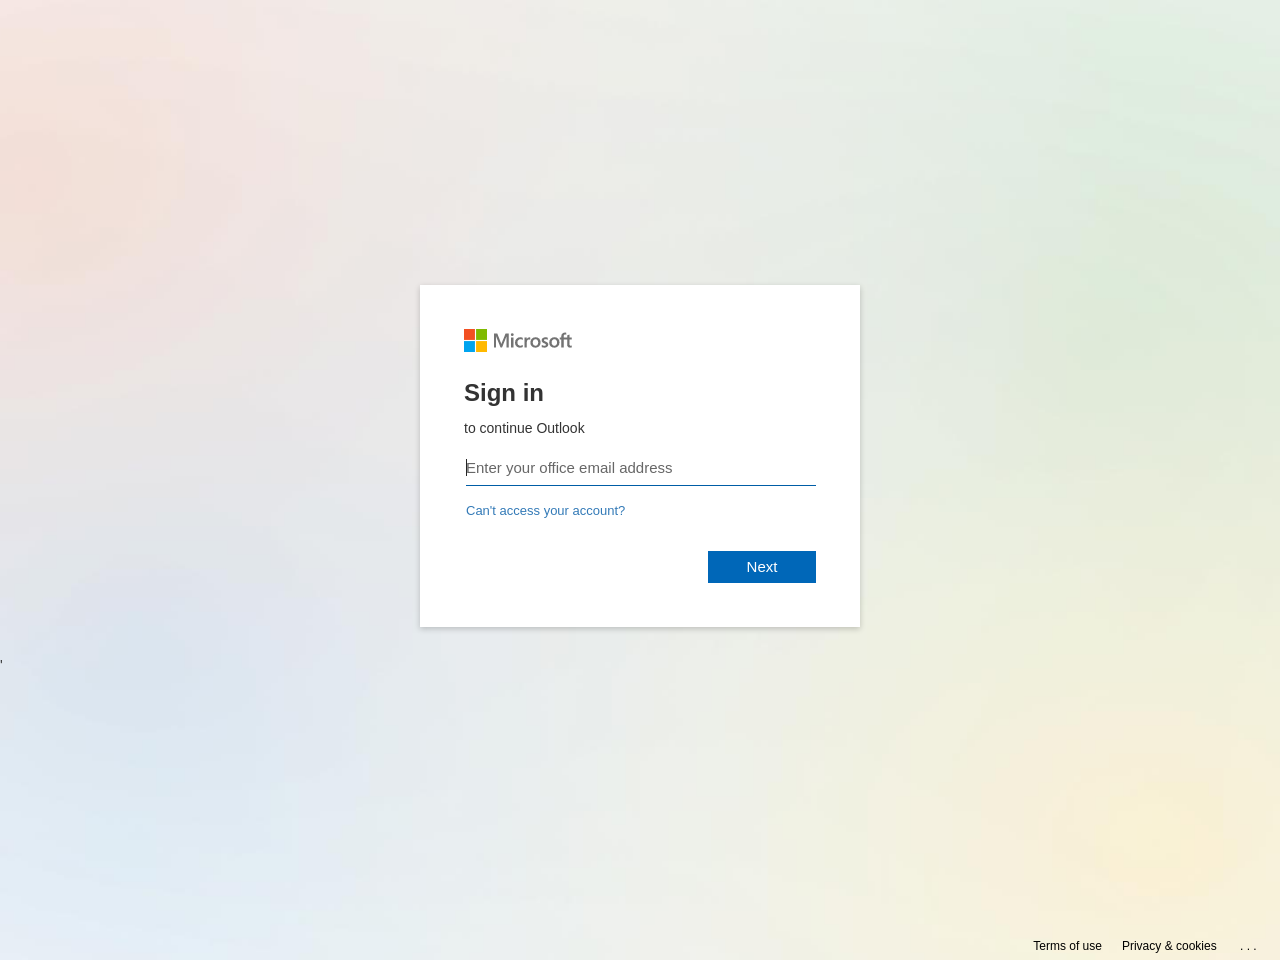 Microsoft
Sign in
to continue Outlook
Enter your office email address
Can't access your account?
Next
'
Terms of use Privacy & cookies . . .